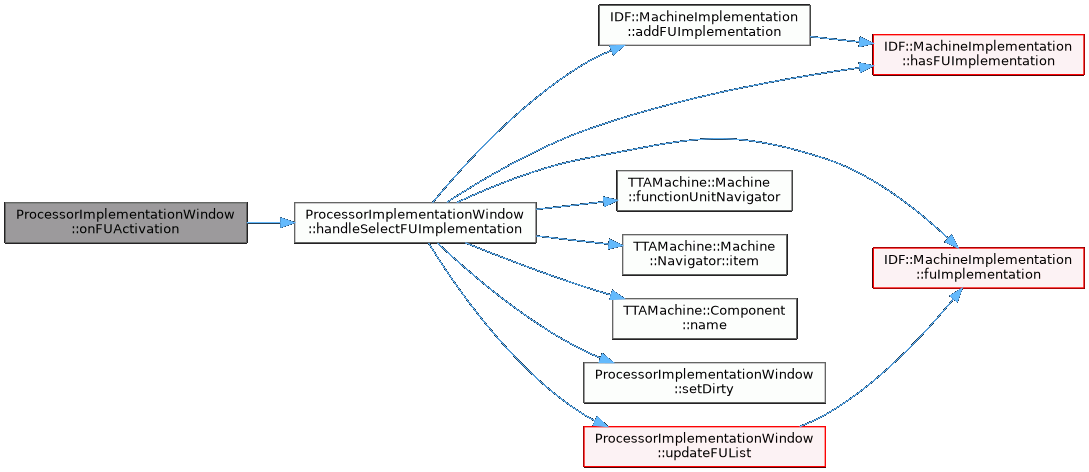 ProcessorImplementationWindow
::onFUActivation
ProcessorImplementationWindow
::handleSelectFUImplementation
IDF::MachineImplementation
::addFUImplementation
IDF::MachineImplementation
::hasFUImplementation
TTAMachine::Machine
::functionUnitNavigator
TTAMachine::Machine
::Navigator::item
IDF::MachineImplementation
::fuImplementation
TTAMachine::Component
::name
ProcessorImplementationWindow
::setDirty
ProcessorImplementationWindow
::updateFUList